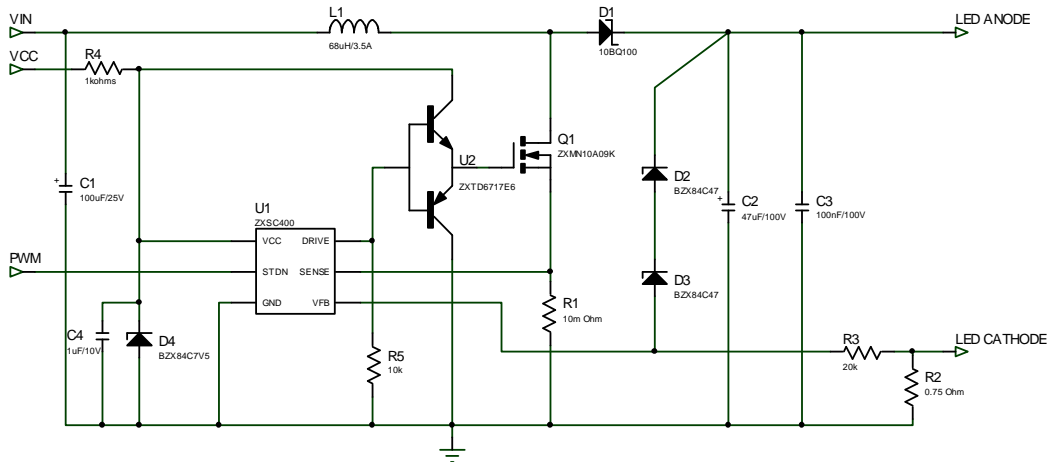 VIN
L1
68uH/3.5A
D1
10BQ100
LED ANODE
VCC
R4
1kohms
Q1
ZXMN10A09K
U2
ZXTD6717E6
D2
BZX84C47
C1
+
100uF/25V
C2
+
47uF/100V
C3
100nF/100V
U1
ZXSC400
VCC
DRIVE
STDN
SENSE
GND
VFB
PWM
D3
BZX84C47
R1
10m Ohm
C4
1uF/10V
D4
BZX84C7V5
R5
10k
R3
20k
LED CATHODE
R2
0.75 Ohm